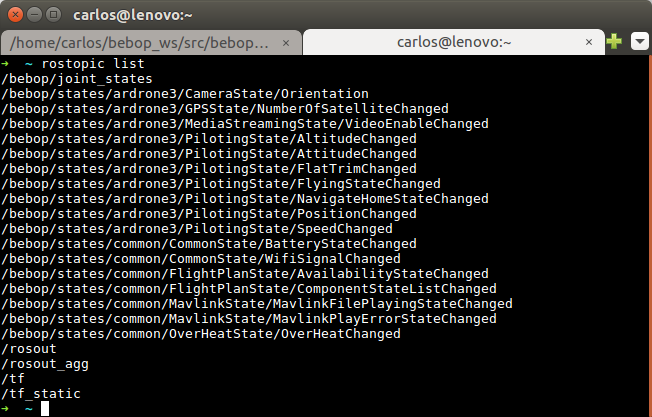 carlos@lenovo:~
/home/carlos/bebop_ws/src/bebop... ×
carlos@lenovo:~ ×
➜ ~ rostopic list
/bebop/joint_states
/bebop/states/ardrone3/CameraState/Orientation
/bebop/states/ardrone3/GPSState/NumberOfSatelliteChanged
/bebop/states/ardrone3/MediaStreamingState/VideoEnableChanged
/bebop/states/ardrone3/PilotingState/AltitudeChanged
/bebop/states/ardrone3/PilotingState/AttitudeChanged
/bebop/states/ardrone3/PilotingState/FlatTrimChanged
/bebop/states/ardrone3/PilotingState/FlyingStateChanged
/bebop/states/ardrone3/PilotingState/NavigateHomeStateChanged
/bebop/states/ardrone3/PilotingState/PositionChanged
/bebop/states/ardrone3/PilotingState/SpeedChanged
/bebop/states/common/CommonState/BatteryStateChanged
/bebop/states/common/CommonState/WifiSignalChanged
/bebop/states/common/FlightPlanState/AvailabilityStateChanged
/bebop/states/common/FlightPlanState/ComponentStateListChanged
/bebop/states/common/MavlinkState/MavlinkFilePlayingStateChanged
/bebop/states/common/MavlinkState/MavlinkPlayErrorStateChanged
/bebop/states/common/OverHeatState/OverHeatChanged
/rosout
/rosout_agg
/tf
/tf_static
➜ ~